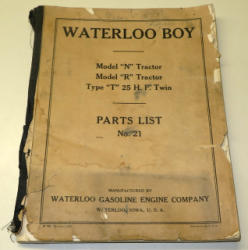 WATERLOO BOY
Model "N" Tractor
Model "R" Tractor
Type "T" 25 H. P. Twin
PARTS LIST
No. 21
MANUFACTURED BY
WATERLOO GASOLINE ENGINE COMPANY
WATERLOO, IOWA, U. S. A.